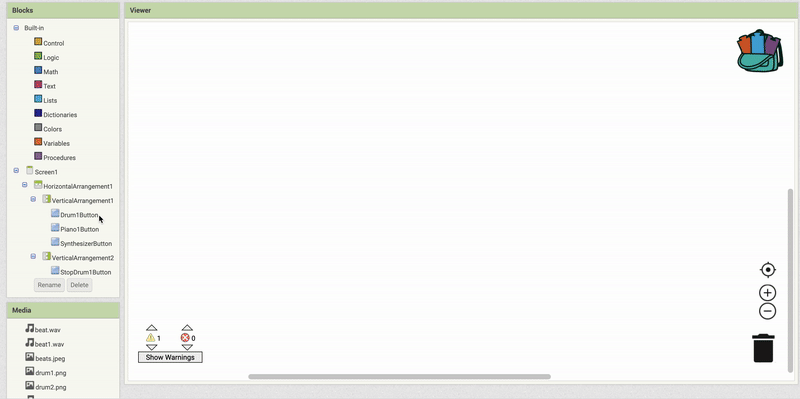 Blocks
Built-in
Control
Logic
Math
Text
Lists
Dictionaries
Colors
Variables
Procedures
Screen1
HorizontalArrangement1
VerticalArrangement1
Drum1Button
Piano1Button
SynthesizerButton
VerticalArrangement2
StopDrum1Button
Rename Delete
Media
beat.wav
beat1.wav
beats.jpeg
drum1.png
drum2.png
Viewer
1 0
Show Warnings